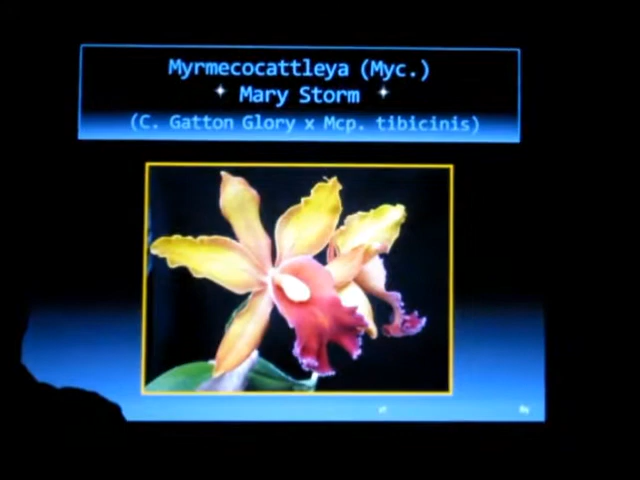 Myrmecocattleya (Myc.)
Mary Storm
(C. Gatton Glory x Mcp. tibicinis)